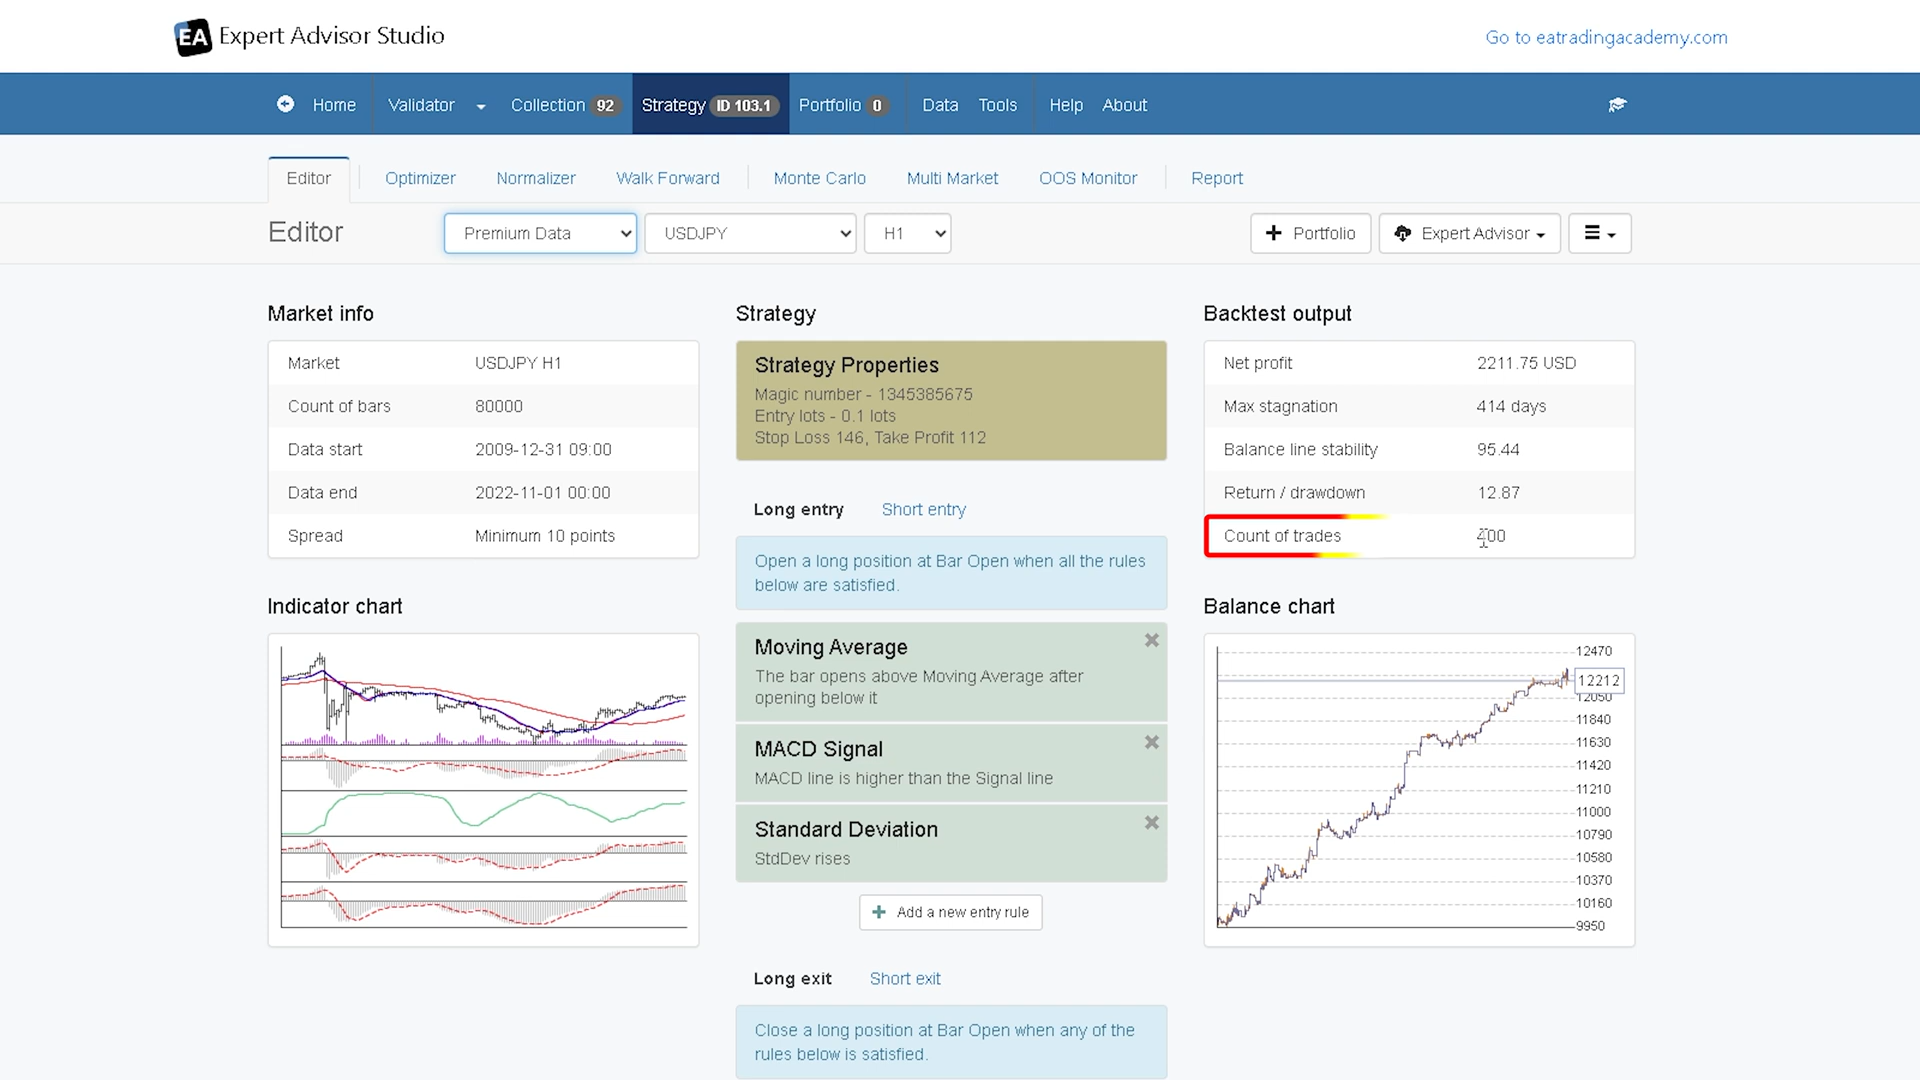 EA Expert Advisor Studio
Go to eatradingacademy.com
Home Validator Collection 92 Strategy ID 103.1 Portfolio 0 Data Tools Help About
Editor Optimizer Normalizer Walk Forward Monte Carlo Multi Market OOS Monitor Report
Editor Premium Data USDJPY H1 Portfolio Expert Advisor
Market info
Market USDJPY H1
Count of bars 80000
Data start 2009-12-31 09:00
Data end 2022-11-01 00:00
Spread Minimum 10 points
Indicator chart
Strategy
Strategy Properties
Magic number - 1345385675
Entry lots - 0.1 lots
Stop Loss 146, Take Profit 112
Long entry Short entry
Open a long position at Bar Open when all the rules
below are satisfied.
Moving Average
The bar opens above Moving Average after
opening below it
MACD Signal
MACD line is higher than the Signal line
Standard Deviation
StdDev rises
Add a new entry rule
Long exit Short exit
Close a long position at Bar Open when any of the
rules below is satisfied.
Backtest output
Net profit 2211.75 USD
Max stagnation 414 days
Balance line stability 95.44
Return / drawdown 12.87
Count of trades 400
Balance chart
12470
12212
12050
11840
11630
11420
11210
11000
10790
10580
10370
10160
9950